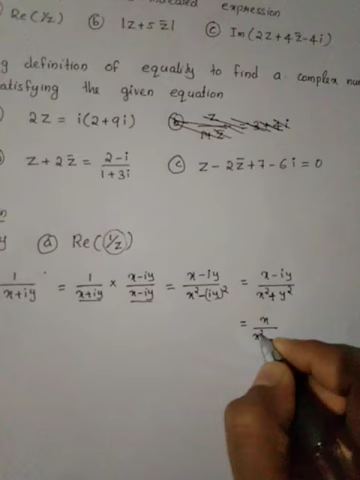 expression
Re(1/z) ⓑ |z+5z̄| ⓒ Im(2z+4z̄-4i)
definition of equality to find a complex
satisfying the given equation
2z = i(2+9i)
z+2z̄ = (2-i)/(1+3i) ⓒ z-2z̄+7-6i=0
ⓐ Re(1/z)
1/(x+iy) = 1/(x+iy) × (x-iy)/(x-iy) = (x-iy)/(x²-(iy)²) = (x-iy)/(x²+y²)
= x/x²